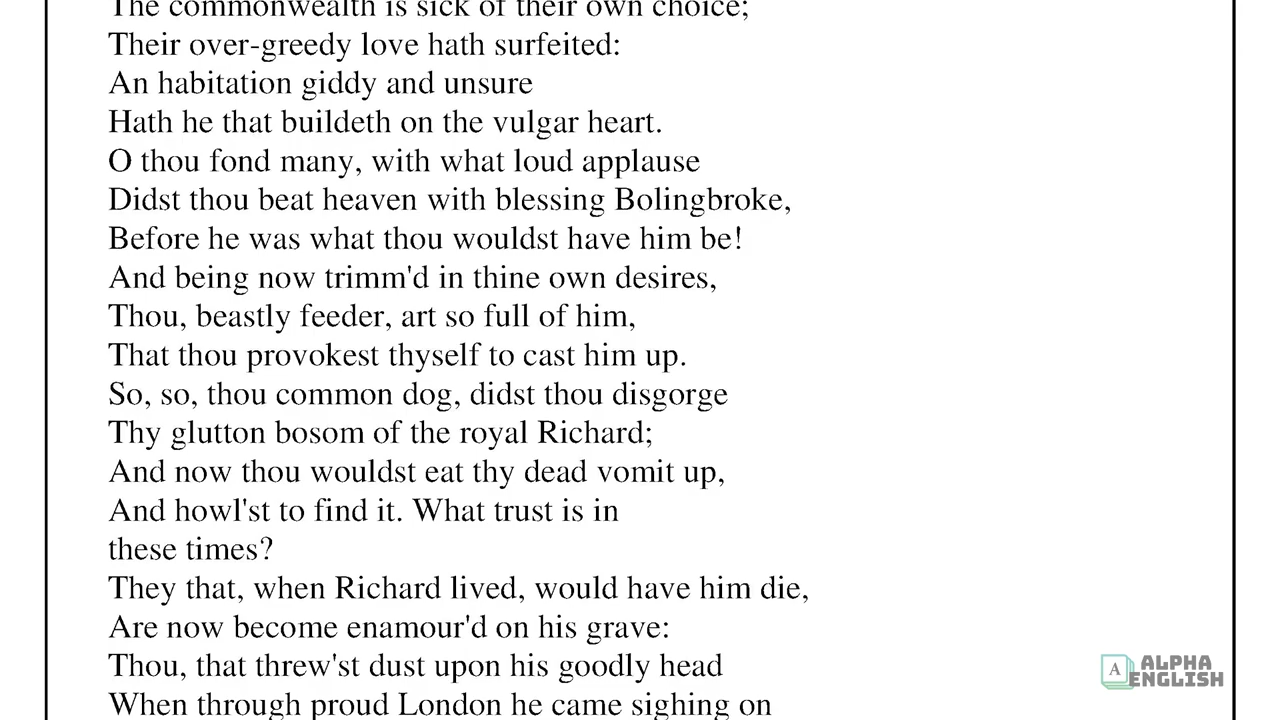 The commonwealth is sick of their own choice;
Their over-greedy love hath surfeited:
An habitation giddy and unsure
Hath he that buildeth on the vulgar heart.
O thou fond many, with what loud applause
Didst thou beat heaven with blessing Bolingbroke,
Before he was what thou wouldst have him be!
And being now trimm'd in thine own desires,
Thou, beastly feeder, art so full of him,
That thou provokest thyself to cast him up.
So, so, thou common dog, didst thou disgorge
Thy glutton bosom of the royal Richard;
And now thou wouldst eat thy dead vomit up,
And howl'st to find it. What trust is in
these times?
They that, when Richard lived, would have him die,
Are now become enamour'd on his grave:
Thou, that threw'st dust upon his goodly head
When through proud London he came sighing on
A ALPHA
ENGLISH